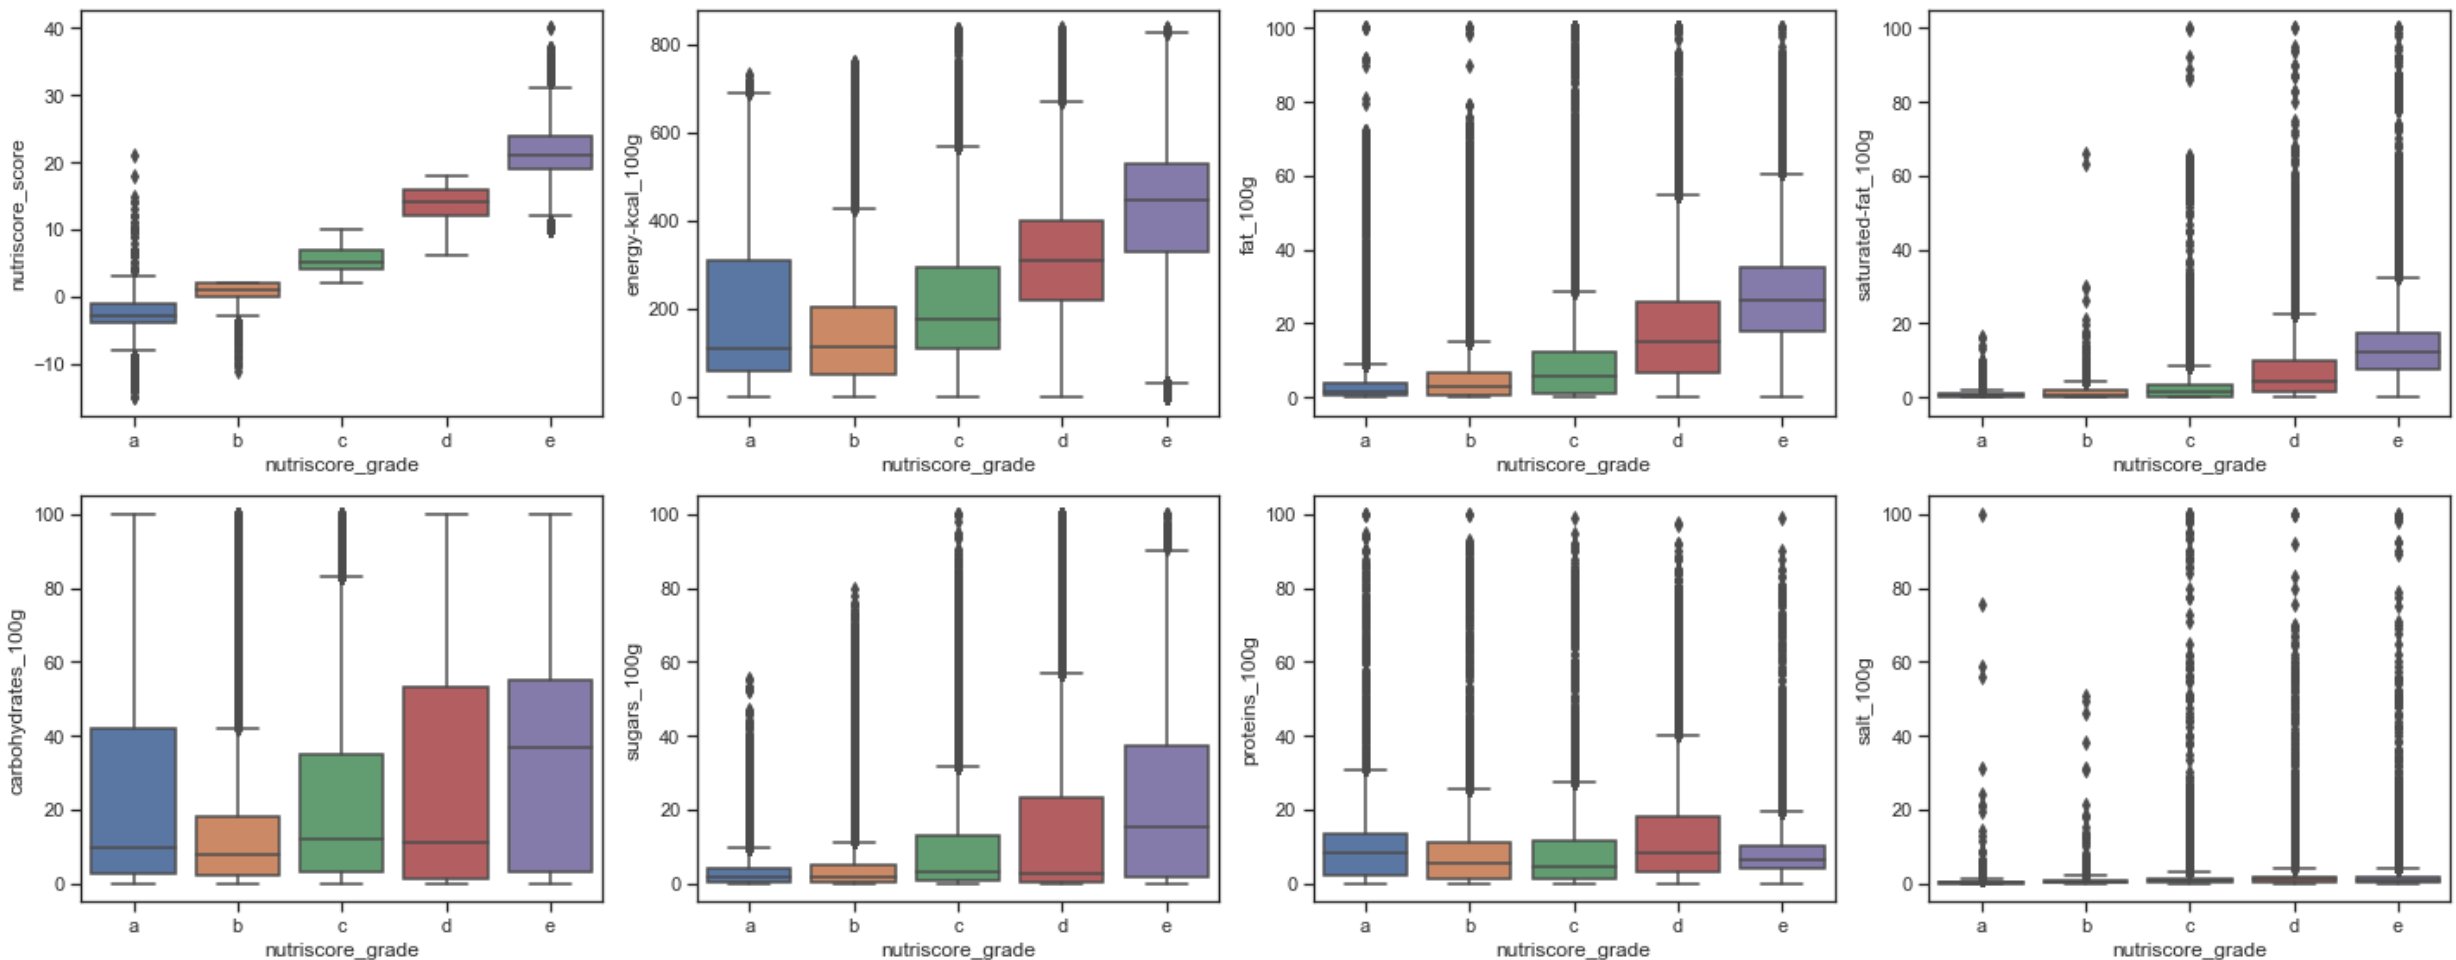 nutriscore_score
40
30
20
10
0
−10
a b c d e
nutriscore_grade
energy-kcal_100g
800
600
400
200
0
a b c d e
nutriscore_grade
fat_100g
100
80
60
40
20
0
a b c d e
nutriscore_grade
saturated-fat_100g
100
80
60
40
20
0
a b c d e
nutriscore_grade
carbohydrates_100g
100
80
60
40
20
0
a b c d e
nutriscore_grade
sugars_100g
100
80
60
40
20
0
a b c d e
nutriscore_grade
proteins_100g
100
80
60
40
20
0
a b c d e
nutriscore_grade
salt_100g
100
80
60
40
20
0
a b c d e
nutriscore_grade